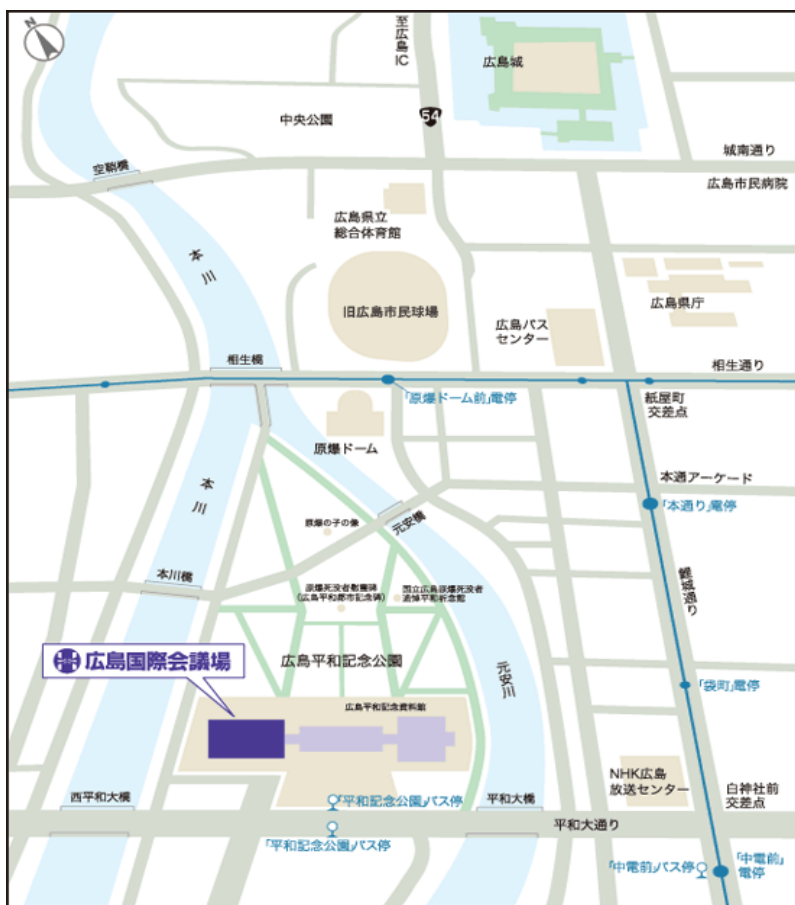 N
至広島
IC
広島城
54
中央公園
城南通り
空鞘橋
広島市民病院
広島県立
総合体育館
本川
旧広島市民球場
広島バス
センター
広島県庁
相生橋
相生通り
「原爆ドーム前」電停
紙屋町
交差点
原爆ドーム
本通アーケード
本川
「本通り」電停
原爆の子の像
元安橋
本川橋
原爆死没者慰霊碑
(広島平和都市記念碑)
国立広島原爆死没者
追悼平和祈念館
鯉城通り
広島国際会議場
広島平和記念公園
元安川
「袋町」電停
広島平和記念資料館
NHK広島
放送センター
白神社前
交差点
西平和大橋
「平和記念公園」バス停
平和大橋
平和大通り
「平和記念公園」バス停
「中電前」バス停
「中電前」
電停